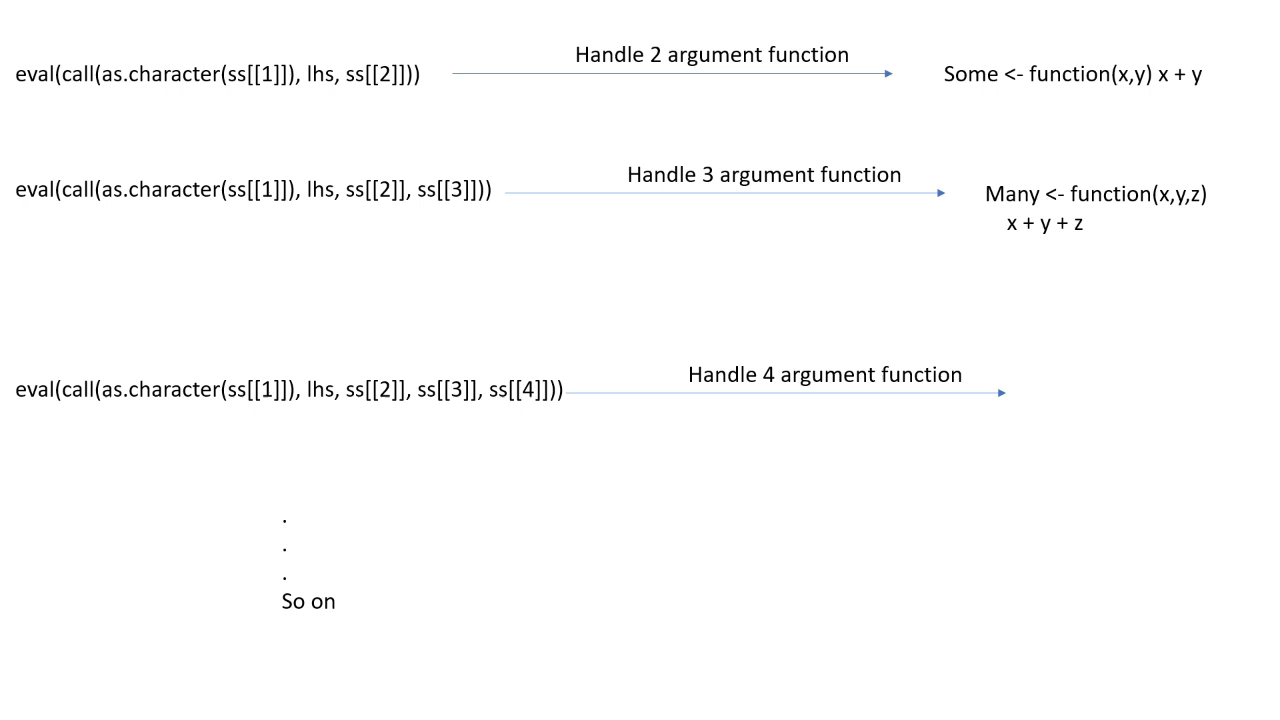 Handle 2 argument function
eval(call(as.character(ss[[1]]), lhs, ss[[2]]))
Some <- function(x,y) x + y
Handle 3 argument function
eval(call(as.character(ss[[1]]), lhs, ss[[2]], ss[[3]]))
Many <- function(x,y,z)
x + y + z
Handle 4 argument function
eval(call(as.character(ss[[1]]), lhs, ss[[2]], ss[[3]], ss[[4]]))
.
.
.
So on